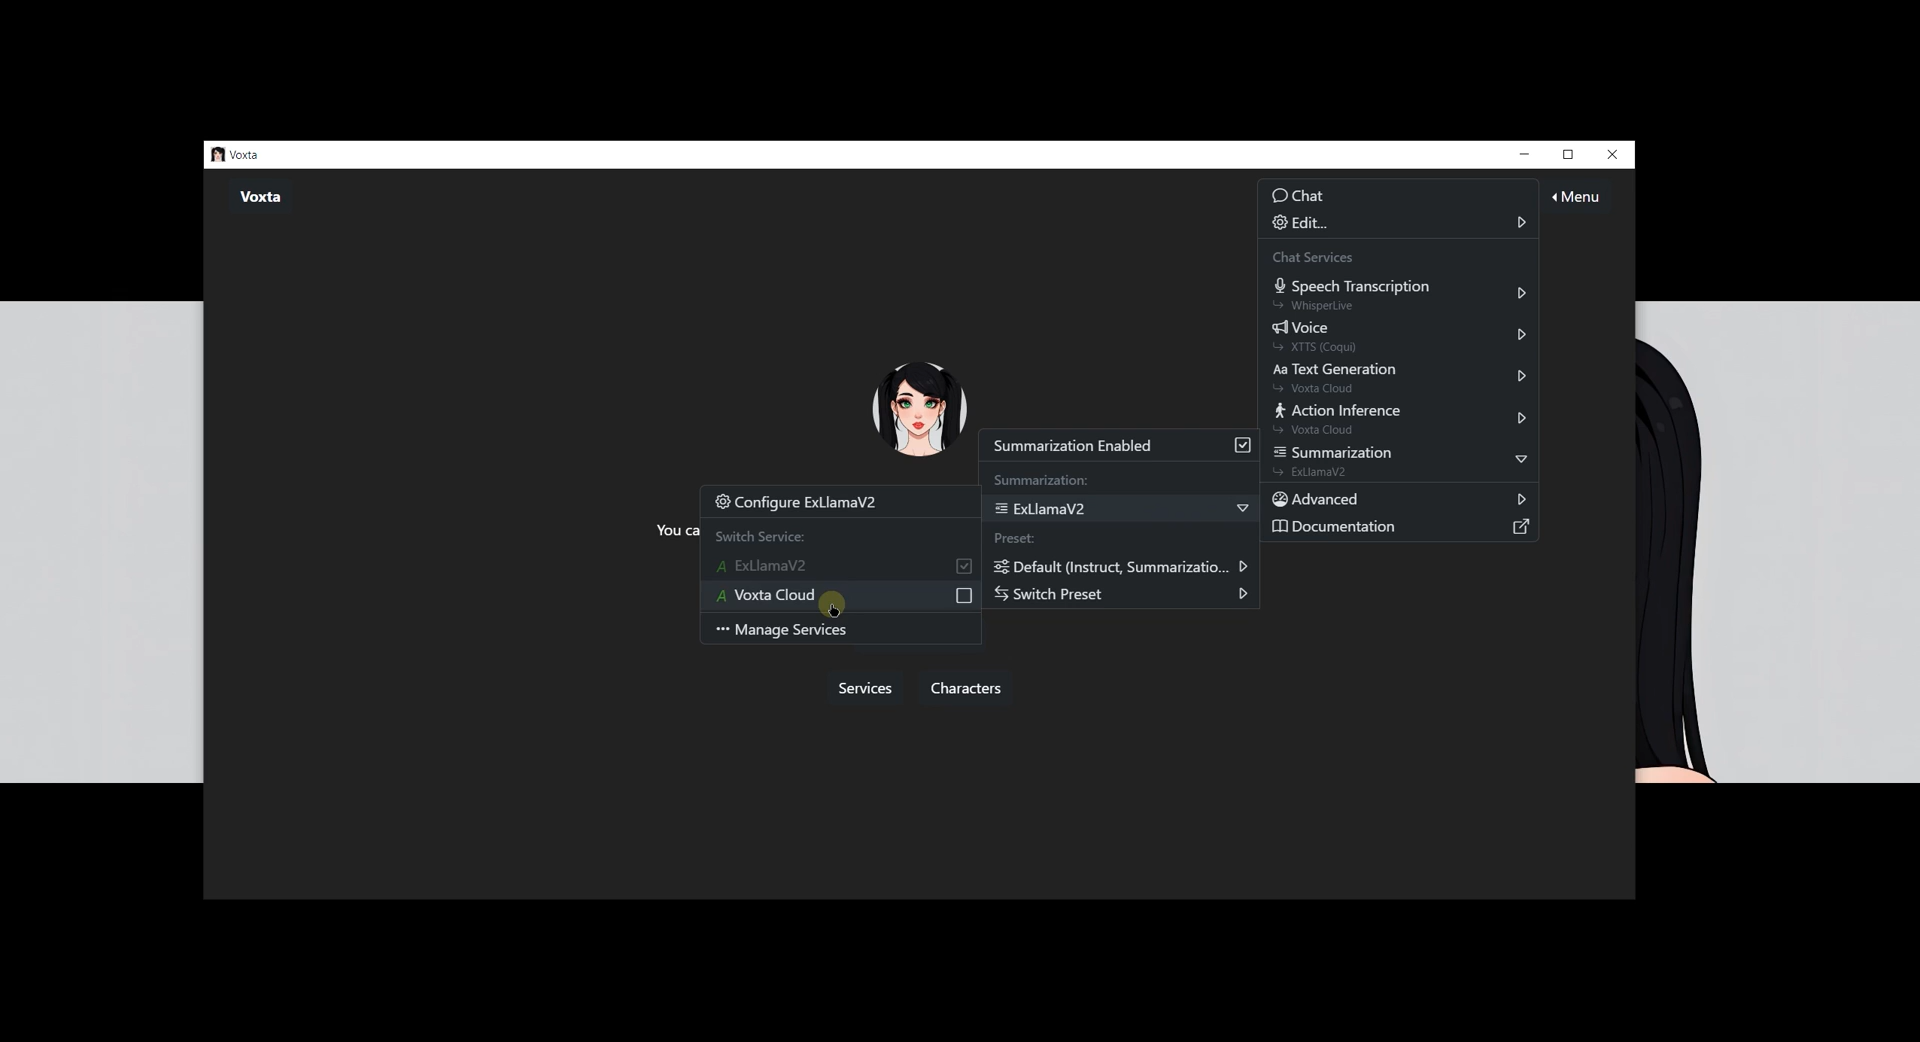 Voxta
Voxta
Menu
Chat
Edit...
Chat Services
Speech Transcription
WhisperLive
Voice
XTTS (Coqui)
Aa Text Generation
Voxta Cloud
Action Inference
Voxta Cloud
Summarization
ExLlamaV2
Advanced
Documentation
Summarization Enabled
Summarization:
ExLlamaV2
Preset:
Default (Instruct, Summarizatio...
Switch Preset
Configure ExLlamaV2
Switch Service:
A ExLlamaV2
A Voxta Cloud
Manage Services
You ca
Services
Characters